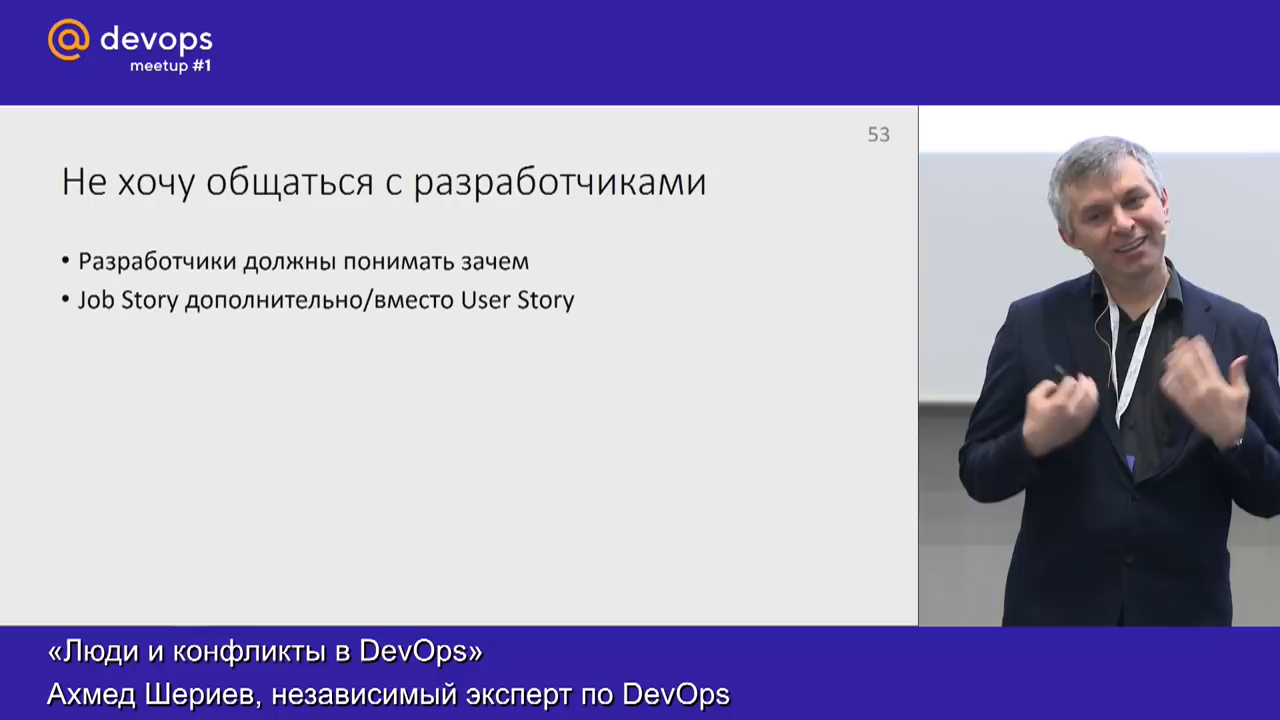 @ devops
meetup #1
53
Не хочу общаться с разработчиками
• Разработчики должны понимать зачем
• Job Story дополнительно/вместо User Story
«Люди и конфликты в DevOps»
Ахмед Шериев, независимый эксперт по DevOps